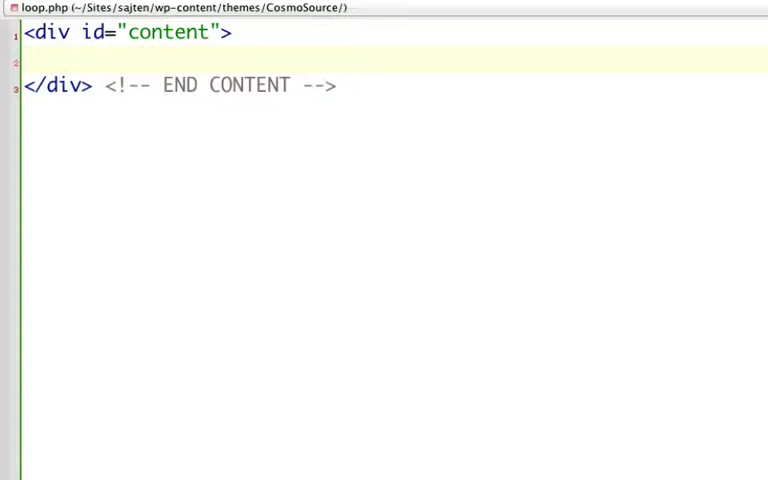 loop.php (~/Sites/sajten/wp-content/themes/CosmoSource/)
1 <div id="content">
2
3 </div> <!-- END CONTENT -->